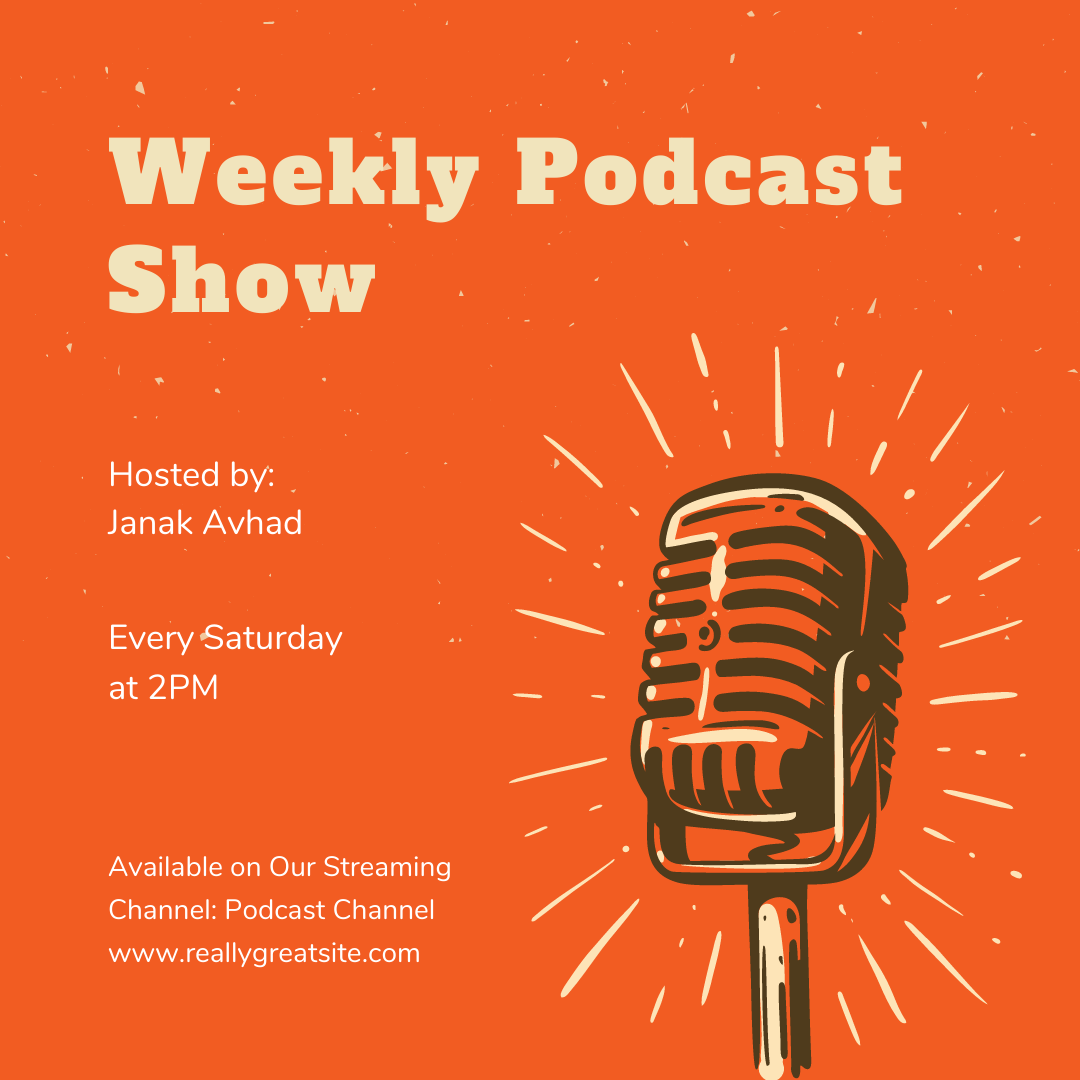 Weekly Podcast
Show
Hosted by:
Janak Avhad
Every Saturday
at 2PM
Available on Our Streaming
Channel: Podcast Channel
www.reallygreatsite.com